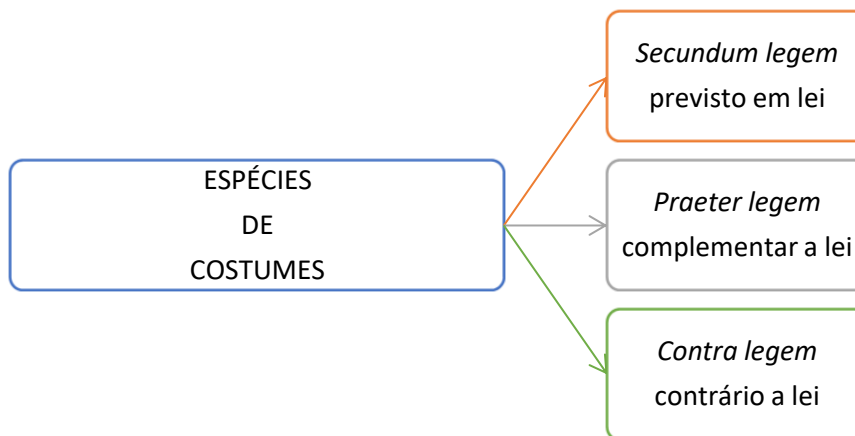 ESPÉCIES
DE
COSTUMES
Secundum legem
previsto em lei
Praeter legem
complementar a lei
Contra legem
contrário a lei